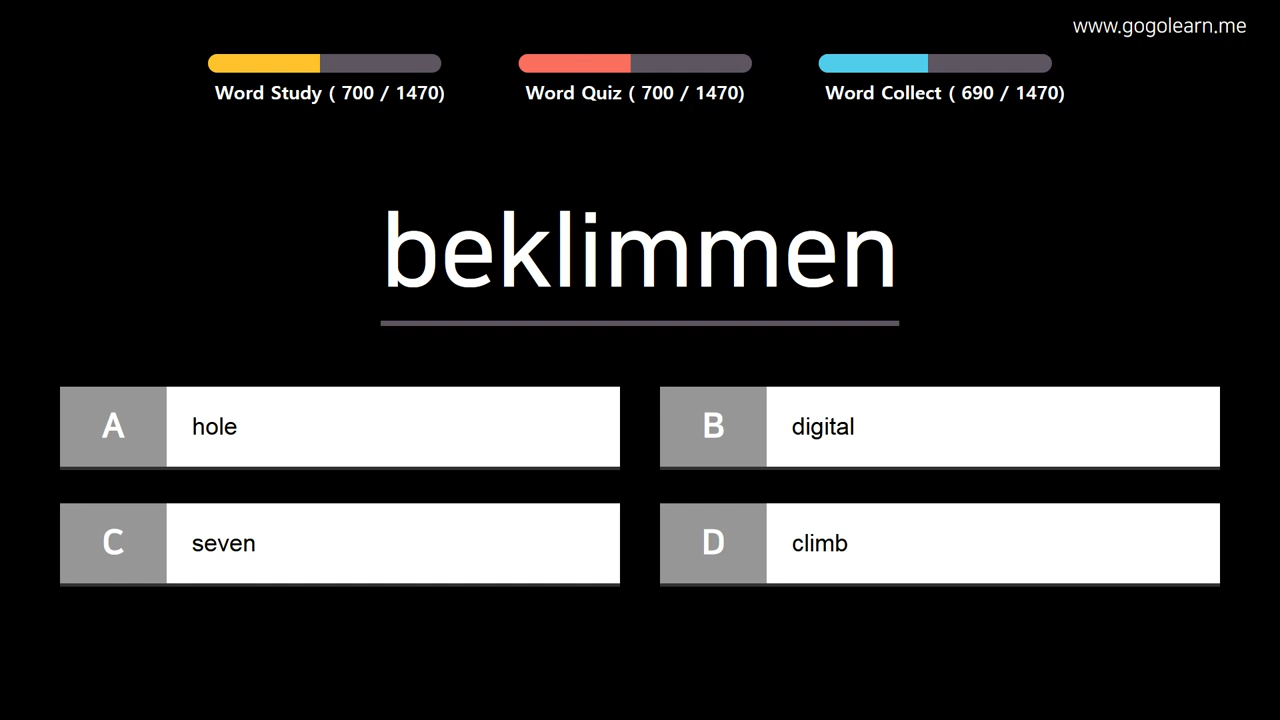 www.gogolearn.me
Word Study ( 700 / 1470)
Word Quiz ( 700 / 1470)
Word Collect ( 690 / 1470)
beklimmen
A hole
B digital
C seven
D climb